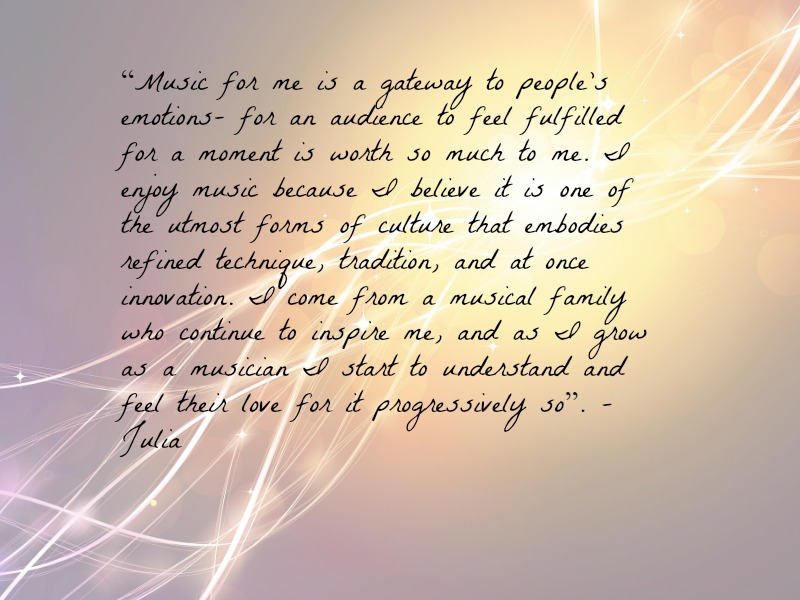 “Music for me is a gateway to people's
emotions- for an audience to feel fulfilled
for a moment is worth so much to me. I
enjoy music because I believe it is one of
the utmost forms of culture that embodies
refined technique, tradition, and at once
innovation. I come from a musical family
who continue to inspire me, and as I grow
as a musician I start to understand and
feel their love for it progressively so”. -
Julia